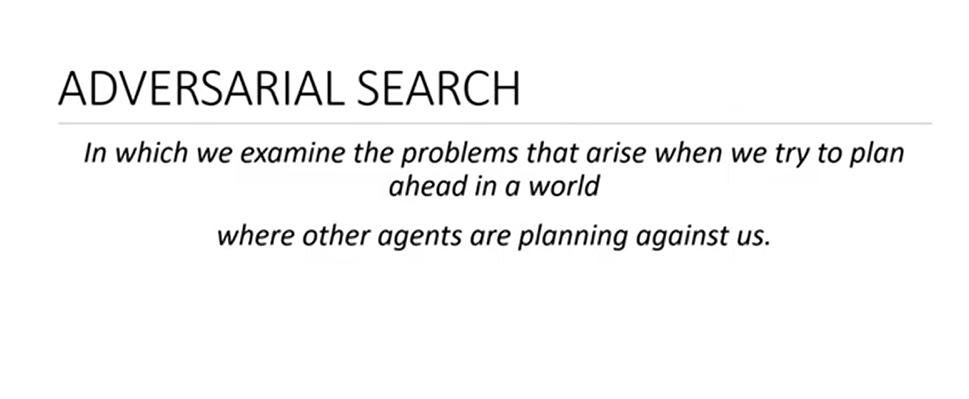 ADVERSARIAL SEARCH
In which we examine the problems that arise when we try to plan
ahead in a world
where other agents are planning against us.